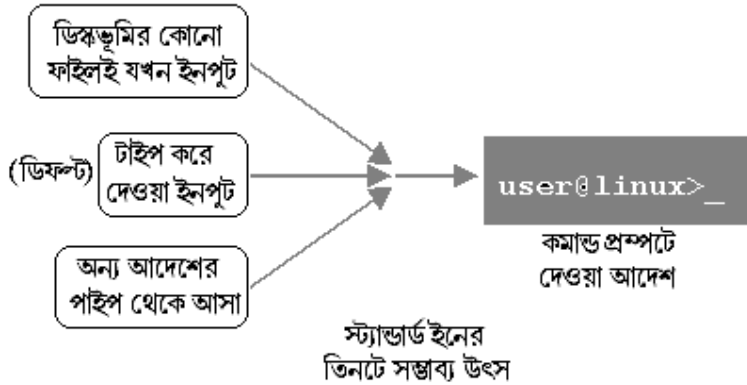 ডিস্কভূমির কোনো
ফাইলই যখন ইনপুট
(ডিফল্ট)
টাইপ করে
দেওয়া ইনপুট
অন্য আদেশের
পাইপ থেকে আসা
user@linux>_
কমান্ড প্রম্পটে
দেওয়া আদেশ
স্ট্যান্ডার্ড ইনের
তিনটে সম্ভাব্য উৎস